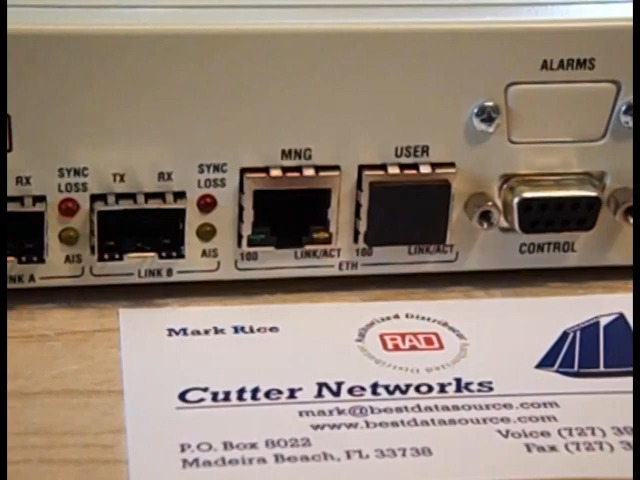 ALARMS
MNG
USER
SYNC
LOSS
SYNC
LOSS
RX
TX RX
AIS
AIS
LINK B
100 LINK/ACT
100 LINK/ACT
ETH
CONTROL
Mark Rice
Authorized Distributor
RAD
Cutter Networks
mark@bestdatasource.com
www.bestdatasource.com
P.O. Box 8022
Madeira Beach, FL 33738
Voice (727)
Fax (727)